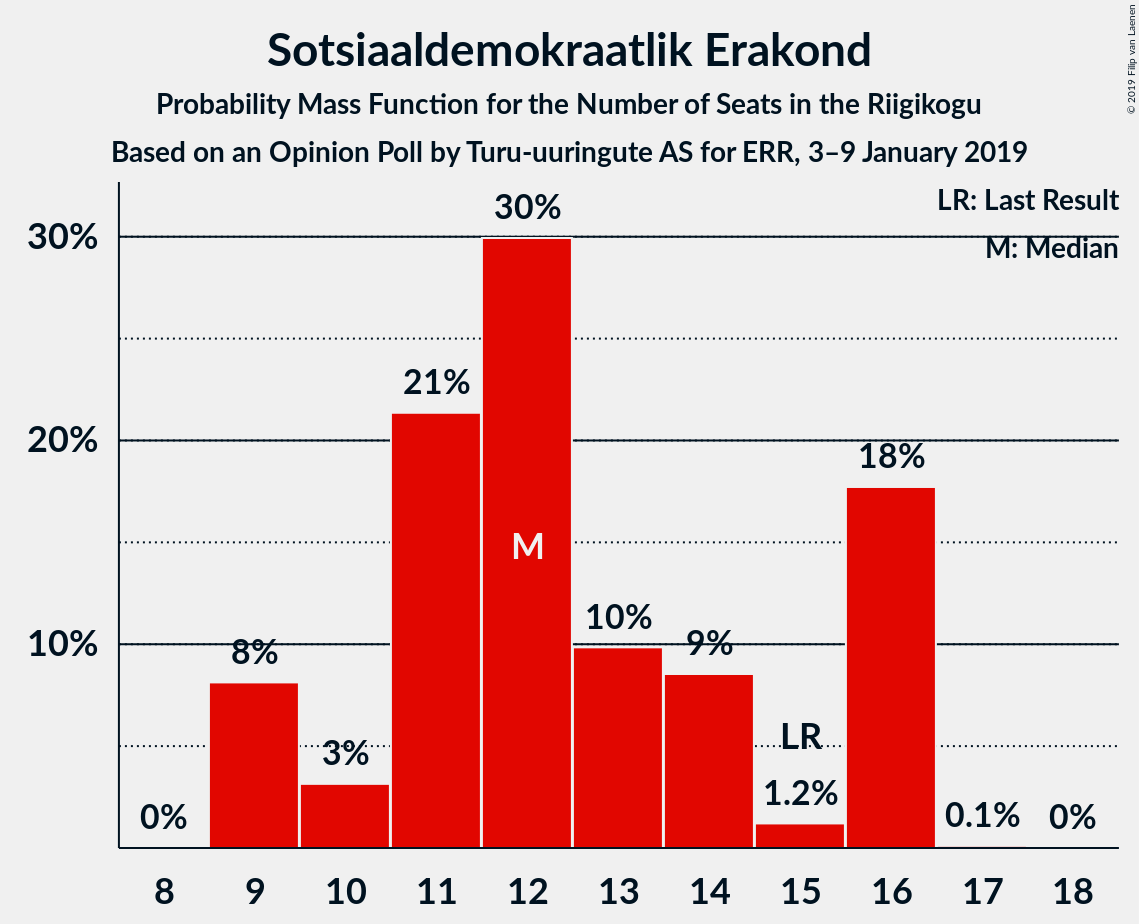 Sotsiaaldemokraatlik Erakond
Probability Mass Function for the Number of Seats in the Riigikogu
Based on an Opinion Poll by Turu-uuringute AS for ERR, 3–9 January 2019
© 2019 Filip van Laenen
LR: Last Result
M: Median
30%
20%
10%
0%
8%
3%
21%
30%
M
10%
9%
LR
1.2%
18%
0.1%
0%
8 9 10 11 12 13 14 15 16 17 18